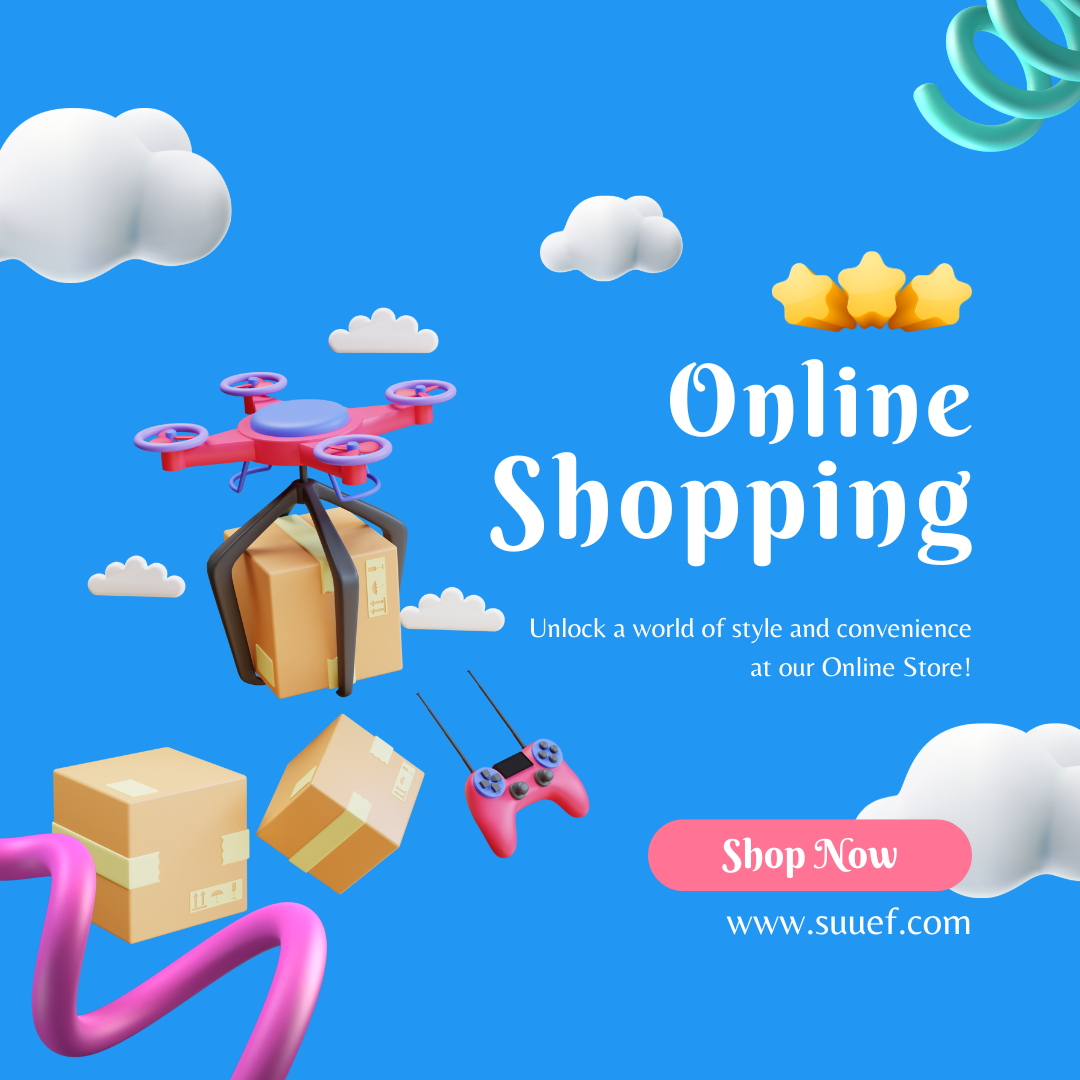 Online
Shopping
Unlock a world of style and convenience
at our Online Store!
Shop Now
www.suuef.com